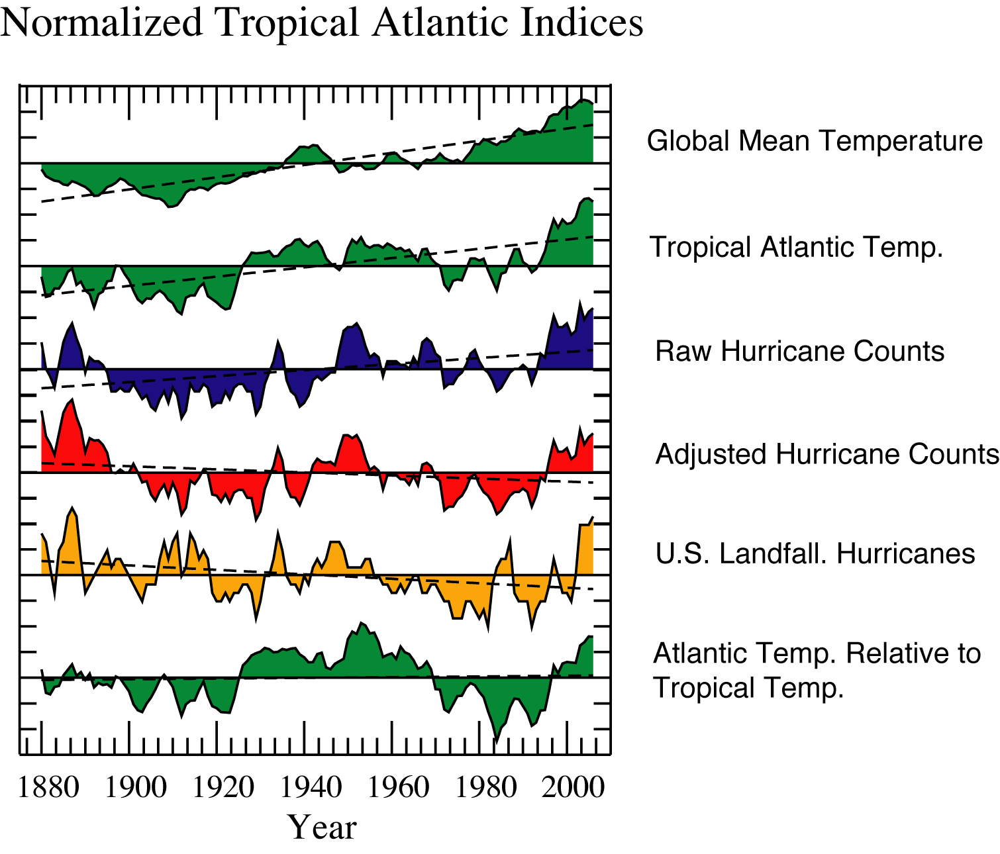 Normalized Tropical Atlantic Indices
Global Mean Temperature
Tropical Atlantic Temp.
Raw Hurricane Counts
Adjusted Hurricane Counts
U.S. Landfall. Hurricanes
Atlantic Temp. Relative to
Tropical Temp.
1880 1900 1920 1940 1960 1980 2000
Year